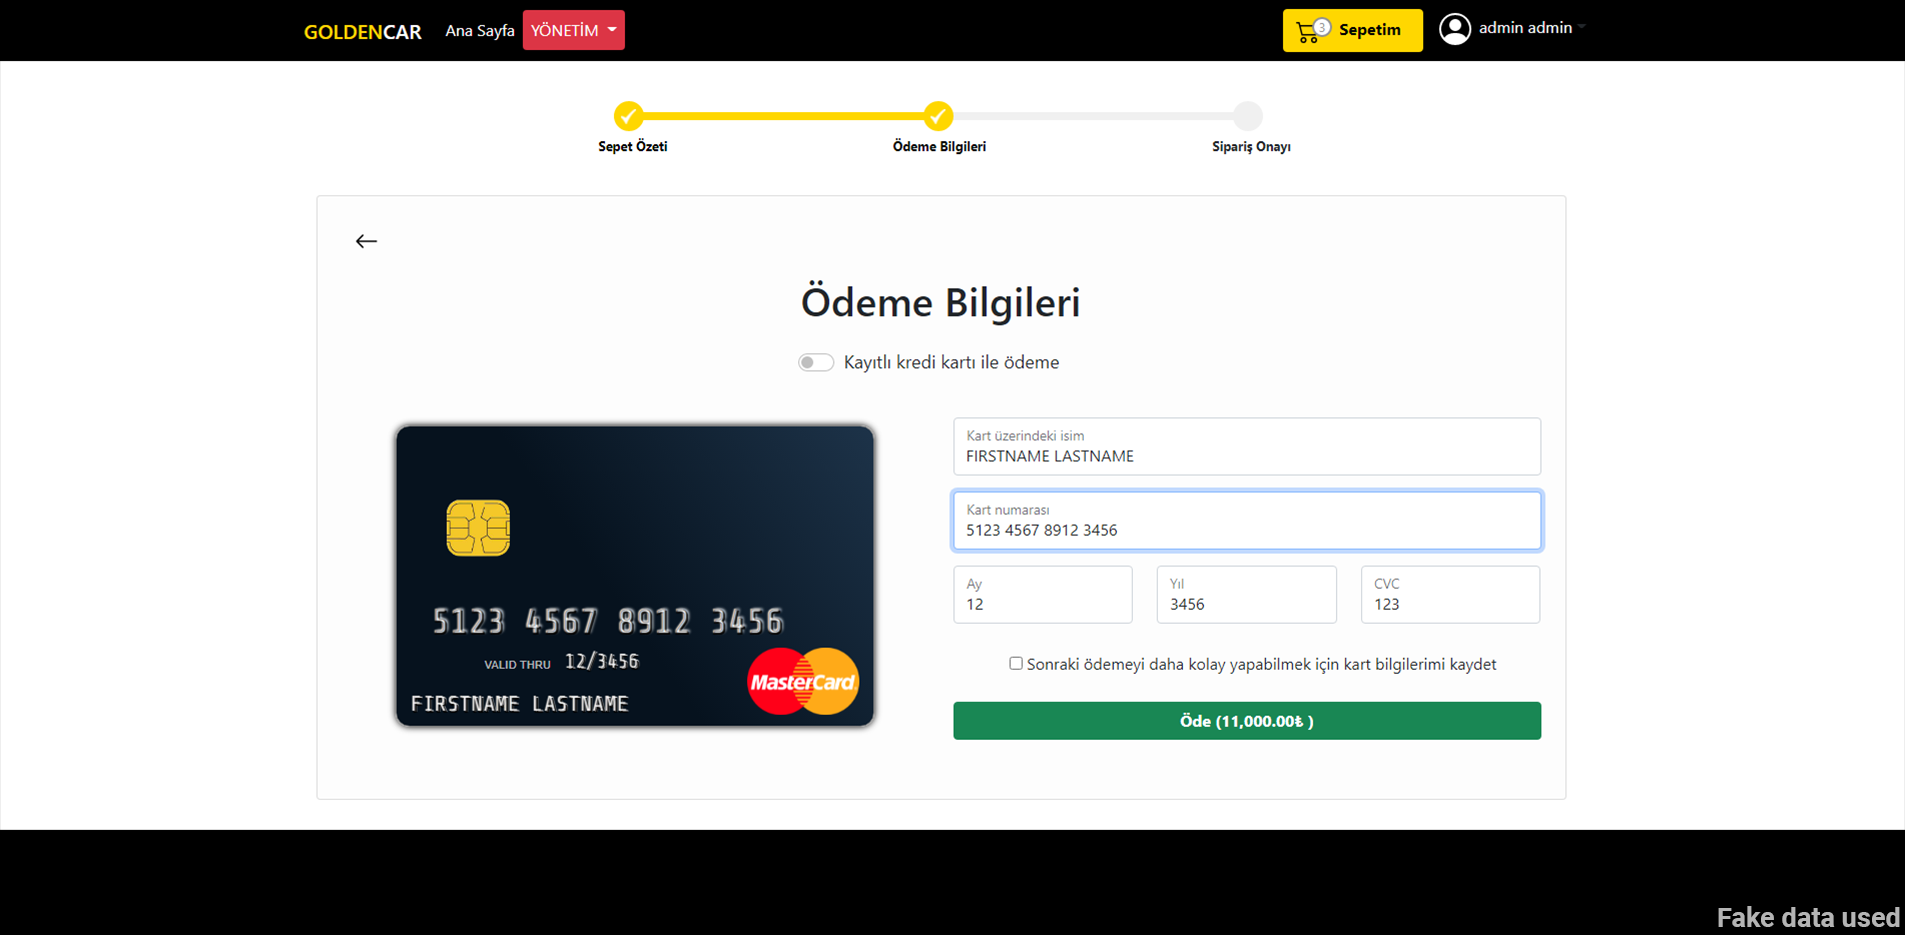 GOLDENCAR Ana Sayfa YÖNETİM 3 Sepetim admin admin
Sepet Özeti Ödeme Bilgileri Sipariş Onayı
Ödeme Bilgileri
Kayıtlı kredi kartı ile ödeme
5123 4567 8912 3456
VALID THRU 12/3456
FIRSTNAME LASTNAME
MasterCard
Kart üzerindeki isim
FIRSTNAME LASTNAME
Kart numarası
5123 4567 8912 3456
Ay Yıl CVC
12 3456 123
Sonraki ödemeyi daha kolay yapabilmek için kart bilgilerimi kaydet
Öde (11,000.00₺ )
Fake data used